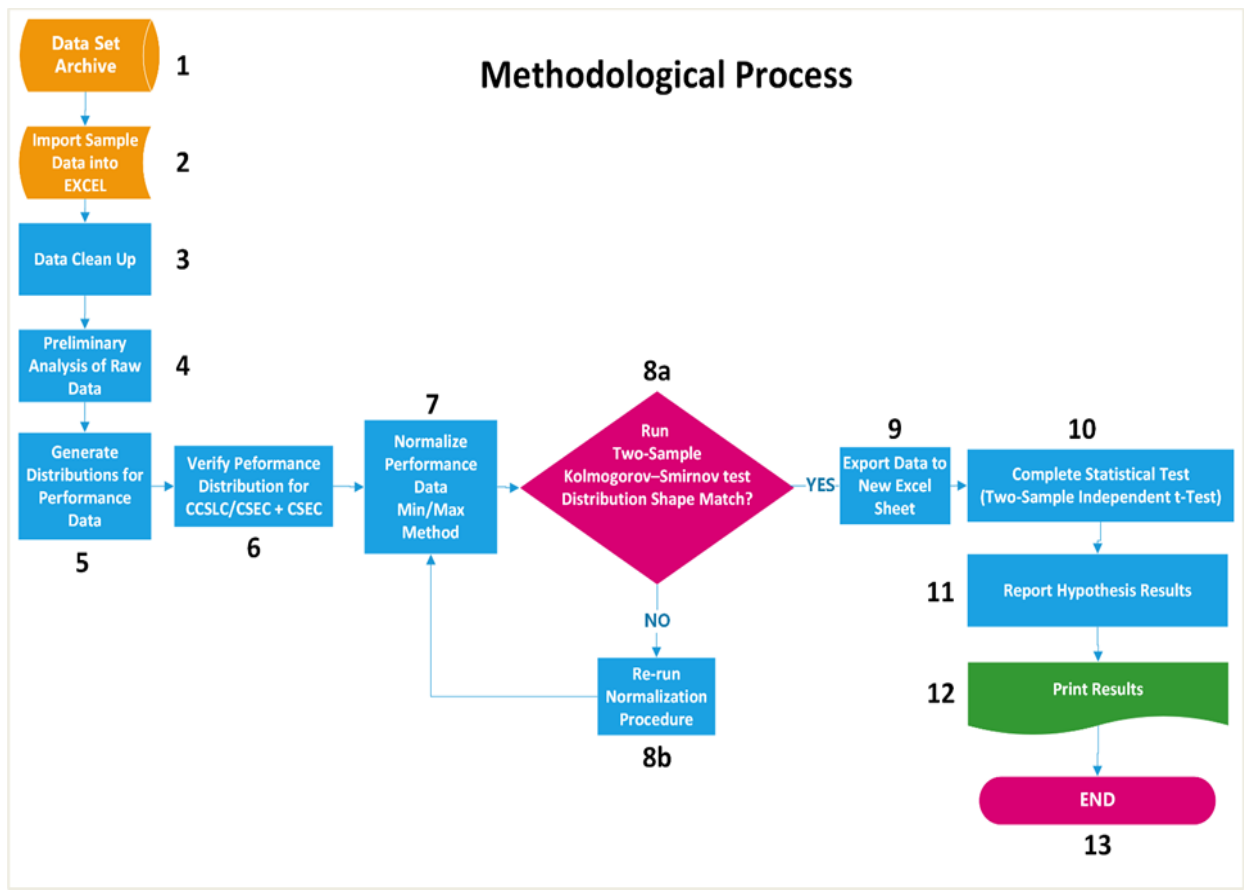 Methodological Process
Data Set
Archive
1
Import Sample
Data into
EXCEL
2
Data Clean Up
3
Preliminary
Analysis of Raw
Data
4
Generate
Distributions for
Performance
Data
5
Verify Peformance
Distribution for
CCSLC/CSEC + CSEC
6
7
Normalize
Performance
Data
Min/Max
Method
8a
Run
Two-Sample
Kolmogorov–Smirnov test
Distribution Shape Match?
YES
NO
Re-run
Normalization
Procedure
8b
9
Export Data to
New Excel
Sheet
10
Complete Statistical Test
(Two-Sample Independent t-Test)
11
Report Hypothesis Results
12
Print Results
END
13